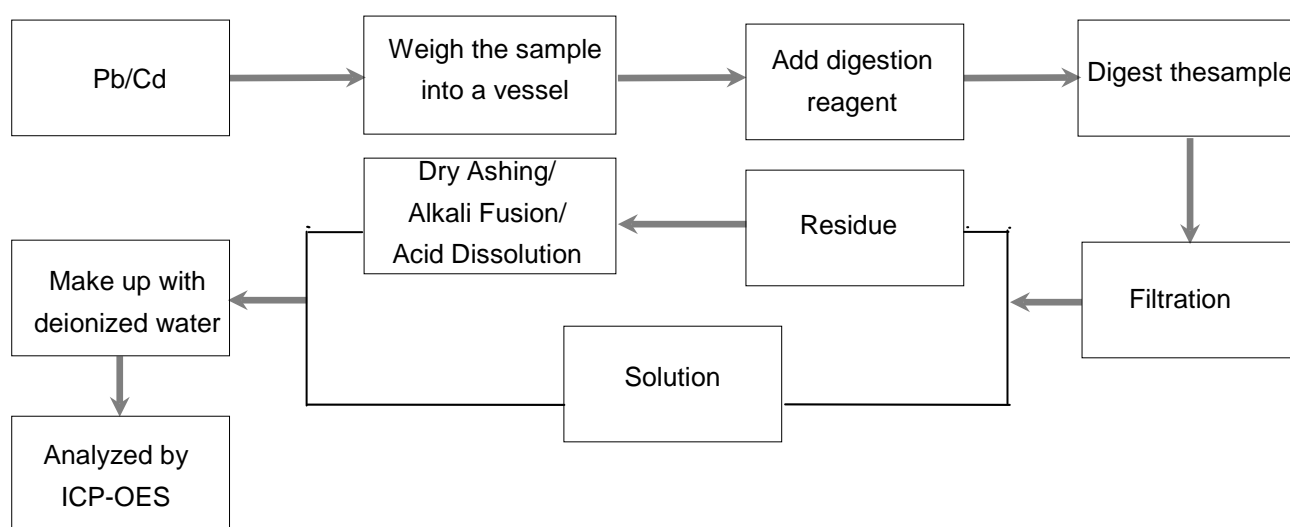 Pb/Cd
Weigh the sample
into a vessel
Add digestion
reagent
Digest thesample
Filtration
Residue
Dry Ashing/
Alkali Fusion/
Acid Dissolution
Solution
Make up with
deionized water
Analyzed by
ICP-OES